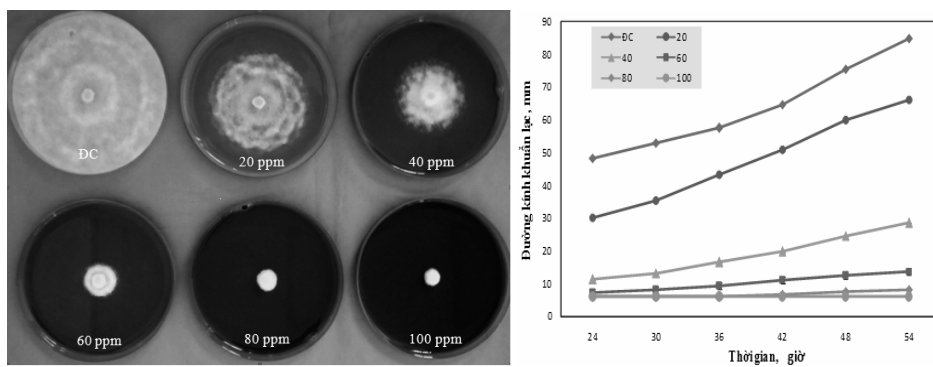 ĐC
20 ppm
40 ppm
60 ppm
80 ppm
100 ppm
Đường kính khuẩn lạc, mm
90
80
70
60
50
40
30
20
10
0
ĐC 20
40 60
80 100
24 30 36 42 48 54
Thờigian, giờ